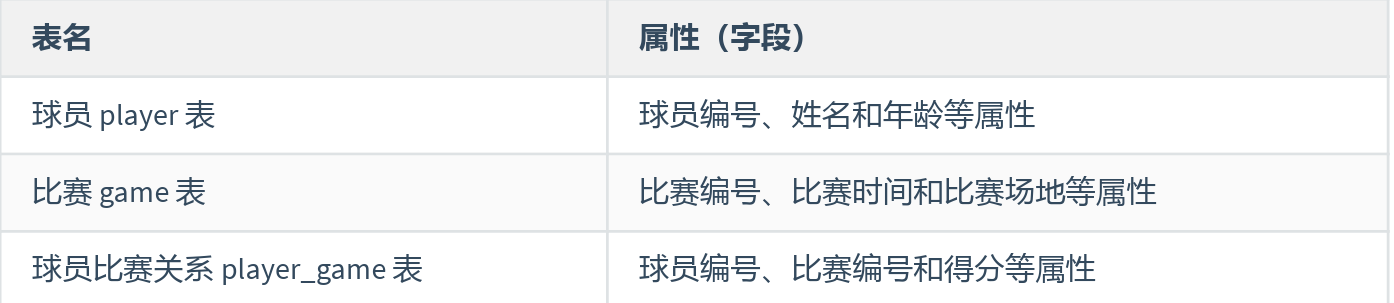 表名 属性（字段）
球员 player 表 球员编号、姓名和年龄等属性
比赛 game 表 比赛编号、比赛时间和比赛场地等属性
球员比赛关系 player_game 表 球员编号、比赛编号和得分等属性